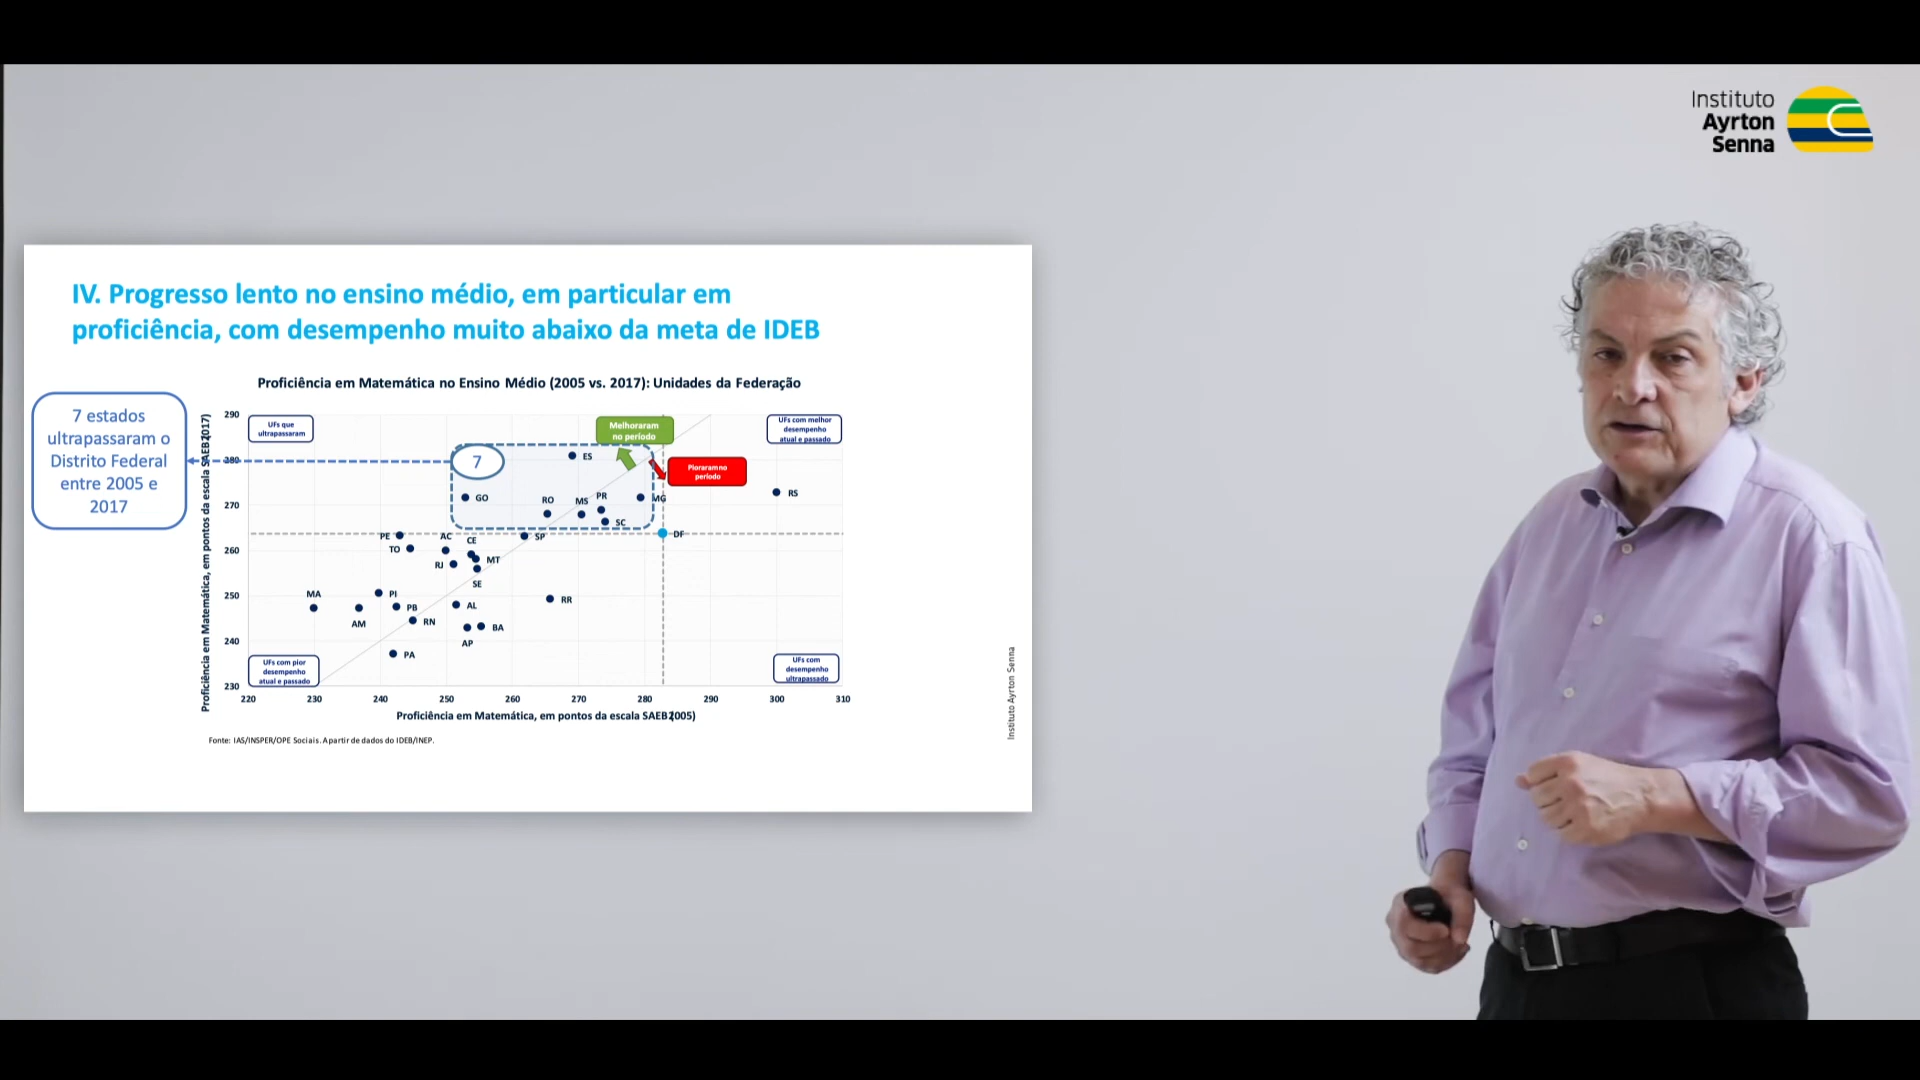 Instituto
Ayrton
Senna
IV. Progresso lento no ensino médio, em particular em
proficiência, com desempenho muito abaixo da meta de IDEB
Proficiência em Matemática no Ensino Médio (2005 vs. 2017): Unidades da Federação
7 estados
ultrapassaram o
Distrito Federal
entre 2005 e
2017
Proficiência em Matemática, em pontos da escala SAEB 2017)
290
280
270
260
250
240
230
UFs que
ultrapassaram
Melhoraram
no período
UFs com melhor
desempenho
atual e passado
7
ES
Pioraram no
período
GO
RO
MS
PR
MG
RS
SC
PE
AC
CE
SP
DF
TO
RJ
MT
SE
MA
PI
AM
PB
AL
RR
RN
BA
AP
PA
UFs com pior
desempenho
atual e passado
UFs com
desempenho
ultrapassado
220
230
240
250
260
270
280
290
300
310
Proficiência em Matemática, em pontos da escala SAEB 2005)
Fonte: IAS/INSPER/OPE Sociais. A partir de dados do IDEB/INEP.
Instituto Ayrton Senna